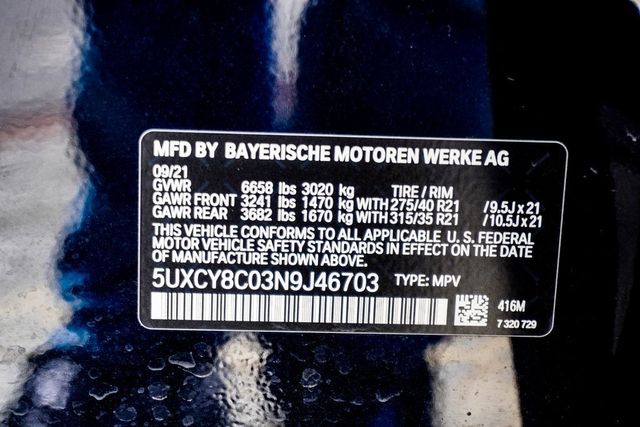 MFD BY BAYERISCHE MOTOREN WERKE AG
09/21
GVWR 6658 lbs 3020 kg TIRE / RIM
GAWR FRONT 3241 lbs 1470 kg WITH 275/40 R21 /9.5J x 21
GAWR REAR 3682 lbs 1670 kg WITH 315/35 R21 /10.5J x 21
THIS VEHICLE CONFORMS TO ALL APPLICABLE U. S. FEDERAL
MOTOR VEHICLE SAFETY STANDARDS IN EFFECT ON THE DATE
OF MANUFACTURE SHOWN ABOVE.
5UXCY8C03N9J46703 TYPE: MPV
416M
7 320 729